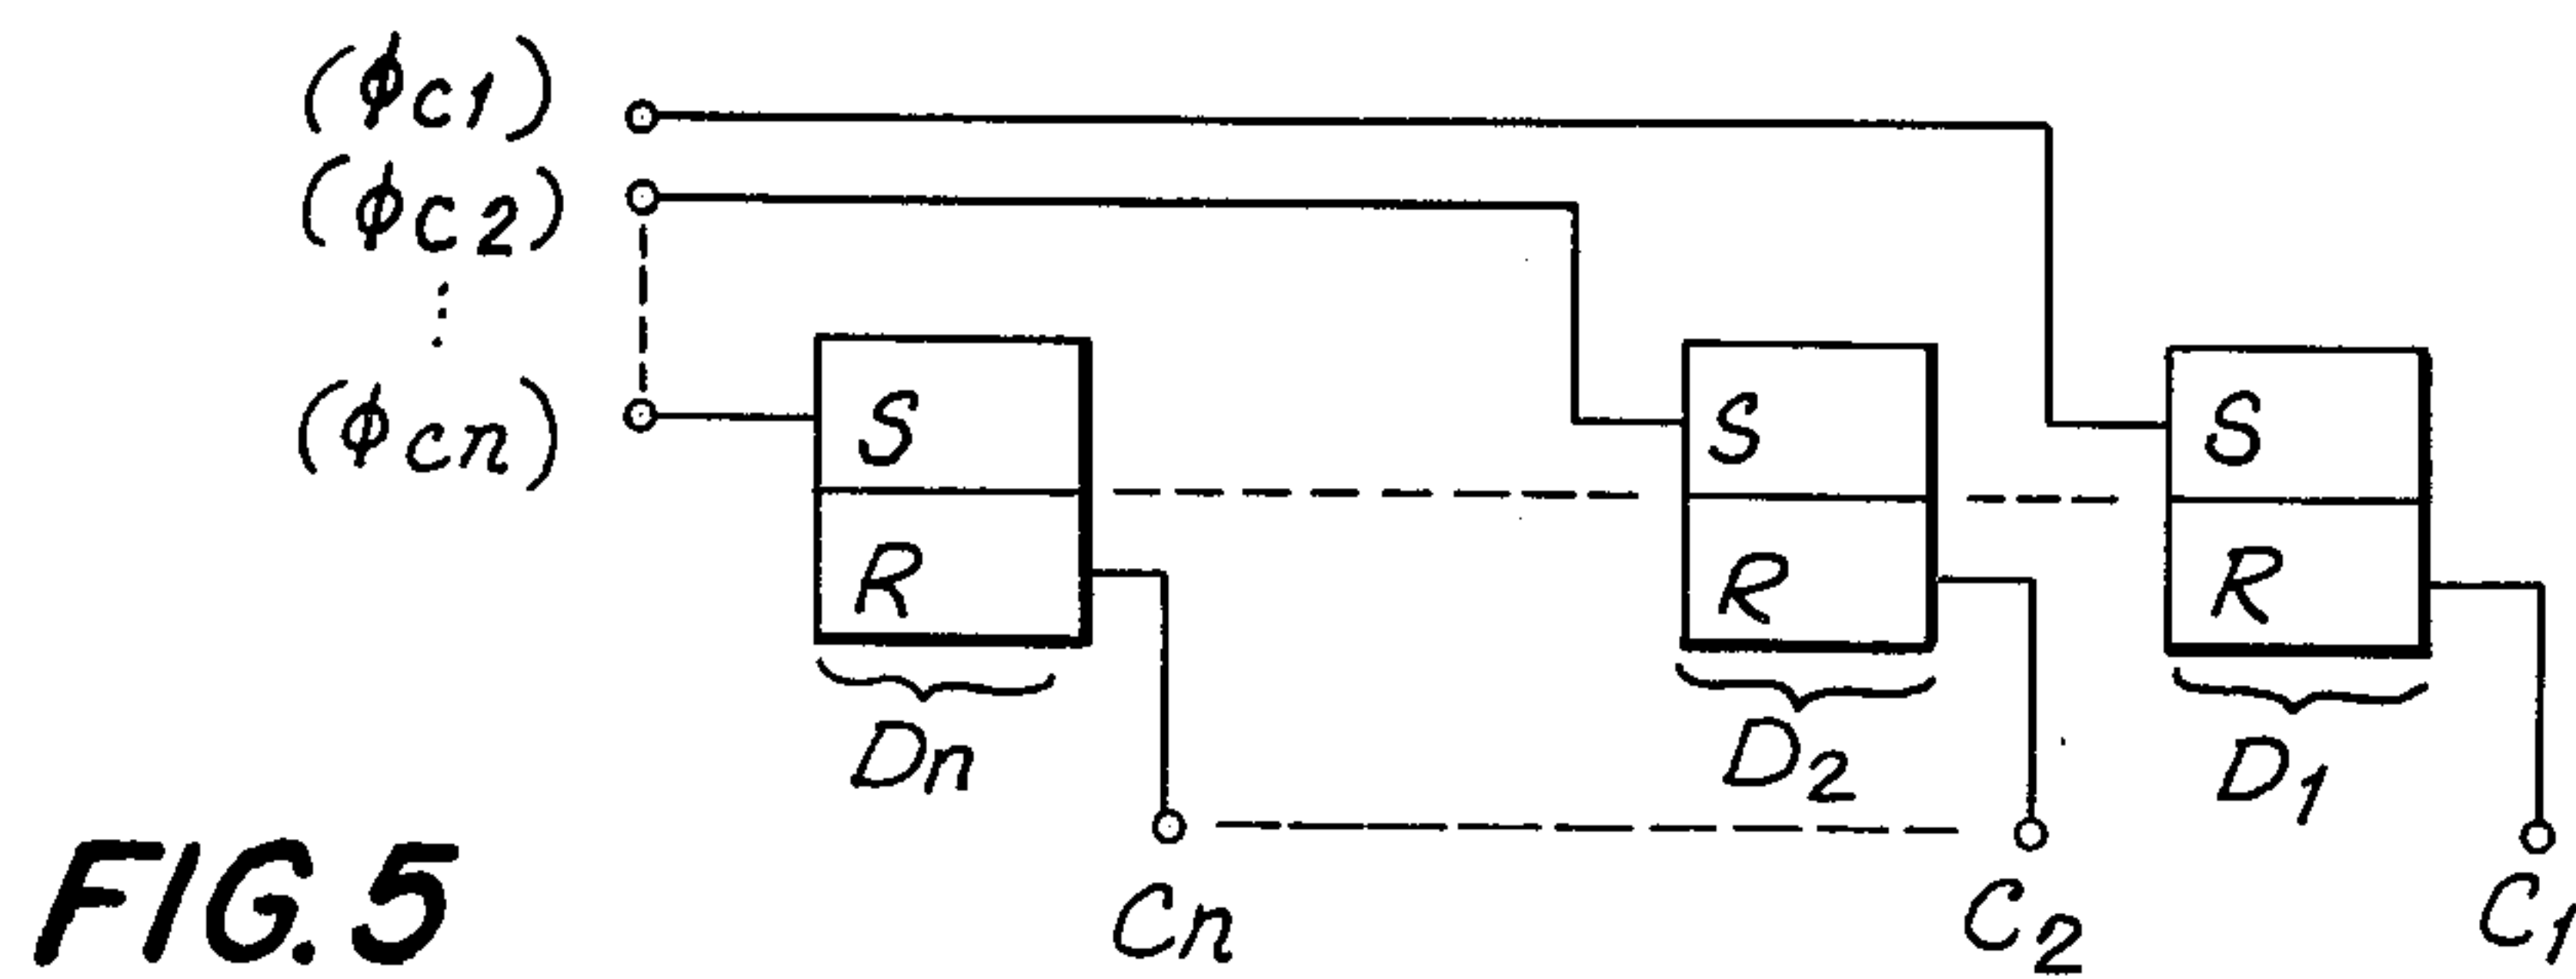 (ϕc1)
(ϕc2)
⋮
(ϕcn)
S S S
R R R
Dn D2 D1
Cn C2 C1
FIG. 5